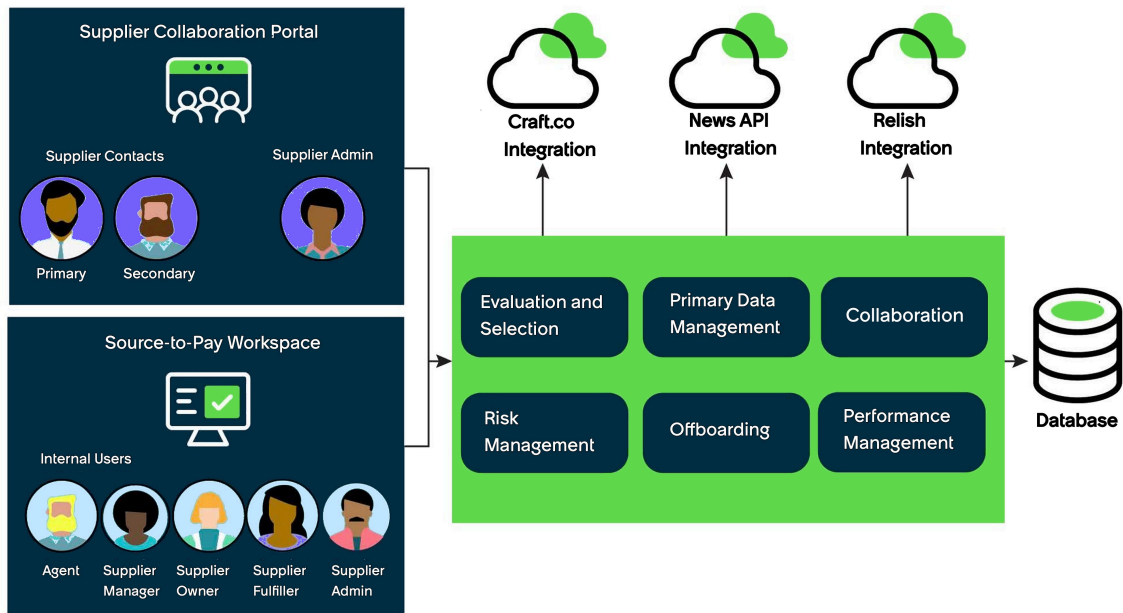 Supplier Collaboration Portal
Supplier Contacts
Supplier Admin
Primary
Secondary
Source-to-Pay Workspace
Internal Users
Agent
Supplier
Manager
Supplier
Owner
Supplier
Fulfiller
Supplier
Admin
Craft.co
Integration
News API
Integration
Relish
Integration
Evaluation and
Selection
Primary Data
Management
Collaboration
Risk
Management
Offboarding
Performance
Management
Database